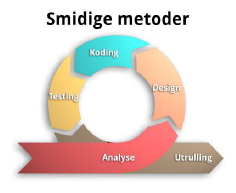 Smidige metoder
Koding
Design
Testing
Analyse
Utrulling